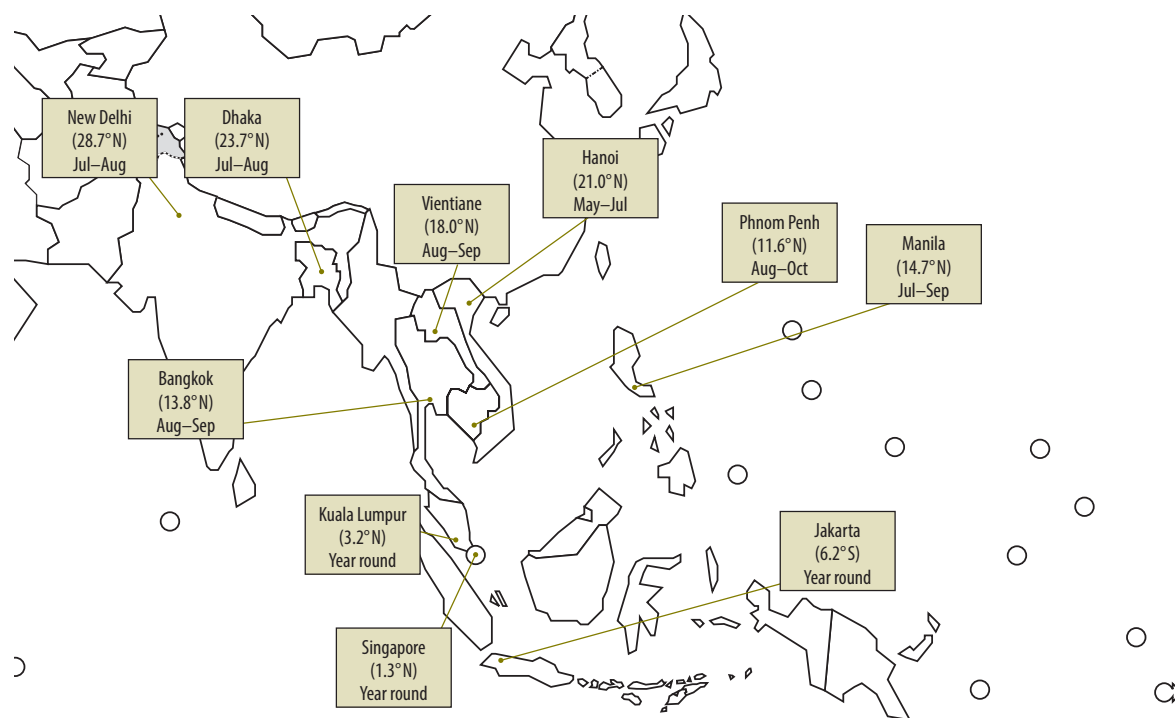 New Delhi
(28.7°N)
Jul–Aug
Dhaka
(23.7°N)
Jul–Aug
Hanoi
(21.0°N)
May–Jul
Vientiane
(18.0°N)
Aug–Sep
Phnom Penh
(11.6°N)
Aug–Oct
Manila
(14.7°N)
Jul–Sep
Bangkok
(13.8°N)
Aug–Sep
Kuala Lumpur
(3.2°N)
Year round
Jakarta
(6.2°S)
Year round
Singapore
(1.3°N)
Year round